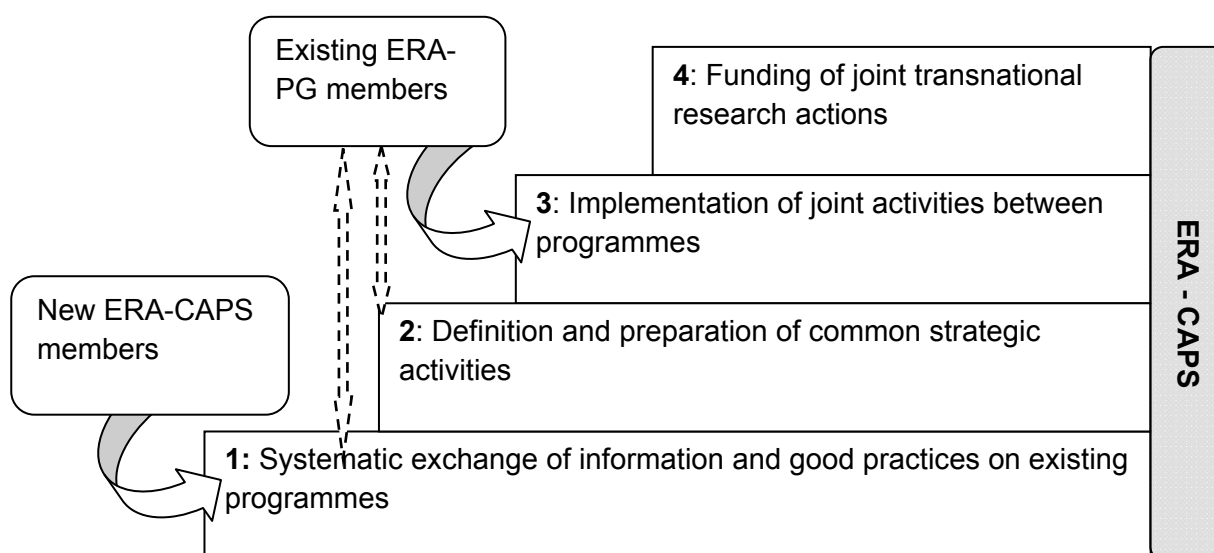 Existing ERA-
PG members
4: Funding of joint transnational
research actions
3: Implementation of joint activities between
programmes
New ERA-CAPS
members
2: Definition and preparation of common strategic
activities
1: Systematic exchange of information and good practices on existing
programmes
ERA - CAPS